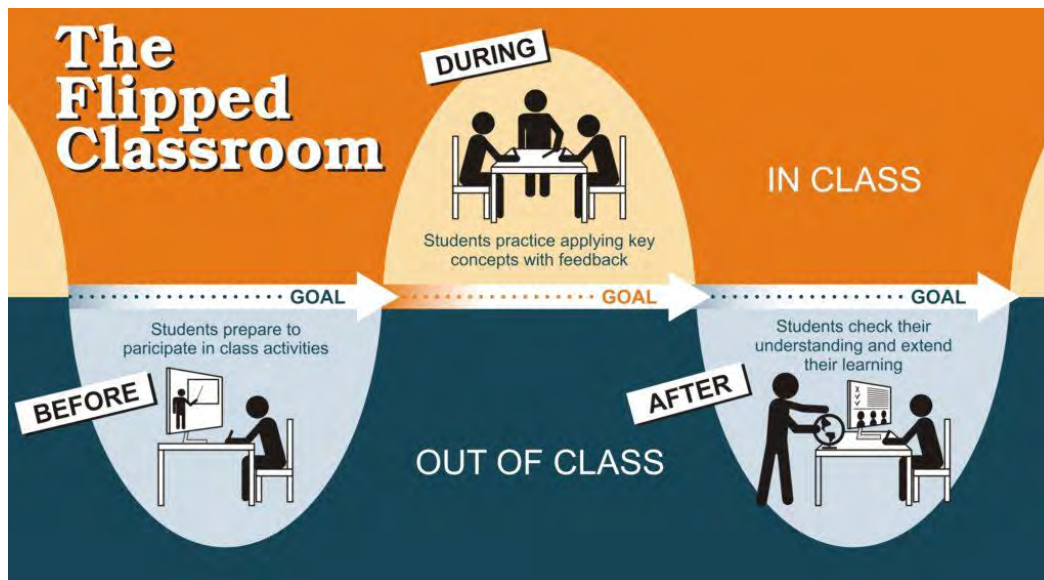 The
Flipped
Classroom
DURING
IN CLASS
Students practice applying key
concepts with feedback
GOAL
GOAL
GOAL
Students prepare to
paricipate in class activities
BEFORE
OUT OF CLASS
Students check their
understanding and extend
their learning
AFTER